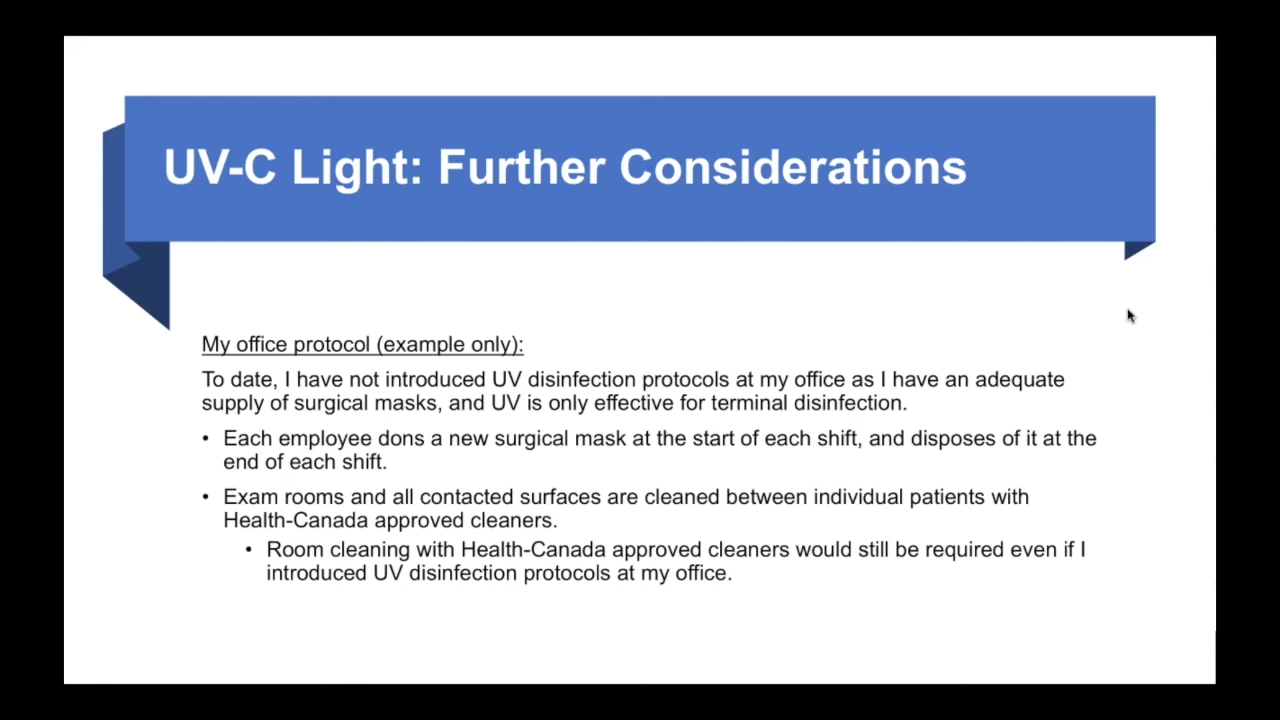 UV-C Light: Further Considerations
My office protocol (example only):
To date, I have not introduced UV disinfection protocols at my office as I have an adequate
supply of surgical masks, and UV is only effective for terminal disinfection.
• Each employee dons a new surgical mask at the start of each shift, and disposes of it at the
end of each shift.
• Exam rooms and all contacted surfaces are cleaned between individual patients with
Health-Canada approved cleaners.
• Room cleaning with Health-Canada approved cleaners would still be required even if I
introduced UV disinfection protocols at my office.